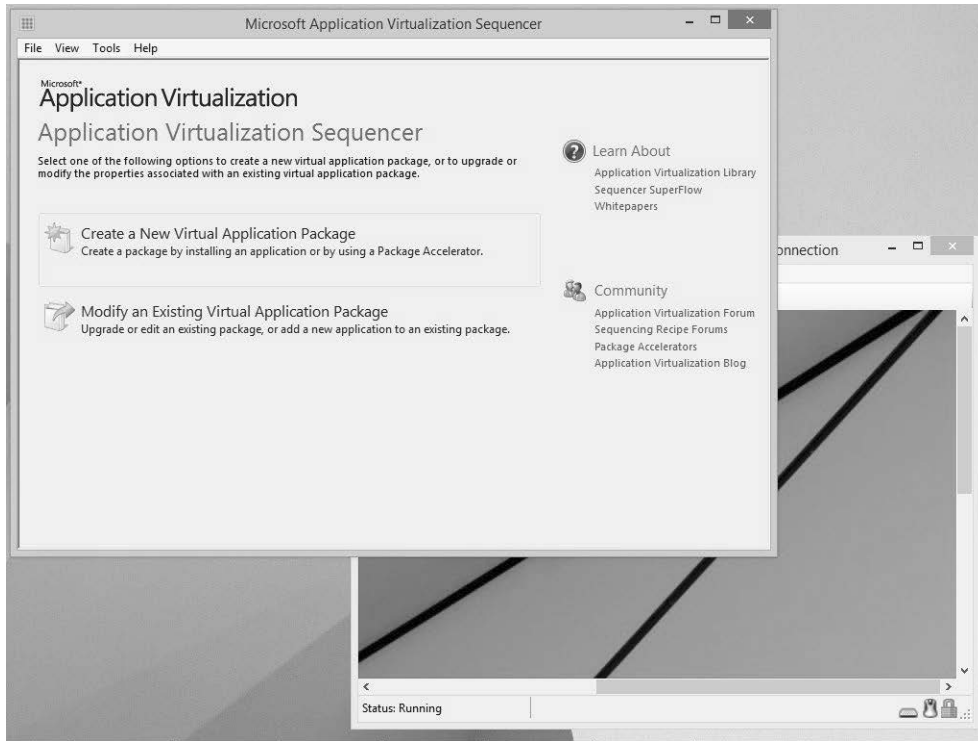 Microsoft Application Virtualization Sequencer
File View Tools Help
Microsoft®
Application Virtualization
Application Virtualization Sequencer
Select one of the following options to create a new virtual application package, or to upgrade or
modify the properties associated with an existing virtual application package.
Create a New Virtual Application Package
Create a package by installing an application or by using a Package Accelerator.
Modify an Existing Virtual Application Package
Upgrade or edit an existing package, or add a new application to an existing package.
Learn About
Application Virtualization Library
Sequencer SuperFlow
Whitepapers
Community
Application Virtualization Forum
Sequencing Recipe Forums
Package Accelerators
Application Virtualization Blog
onnection
Status: Running